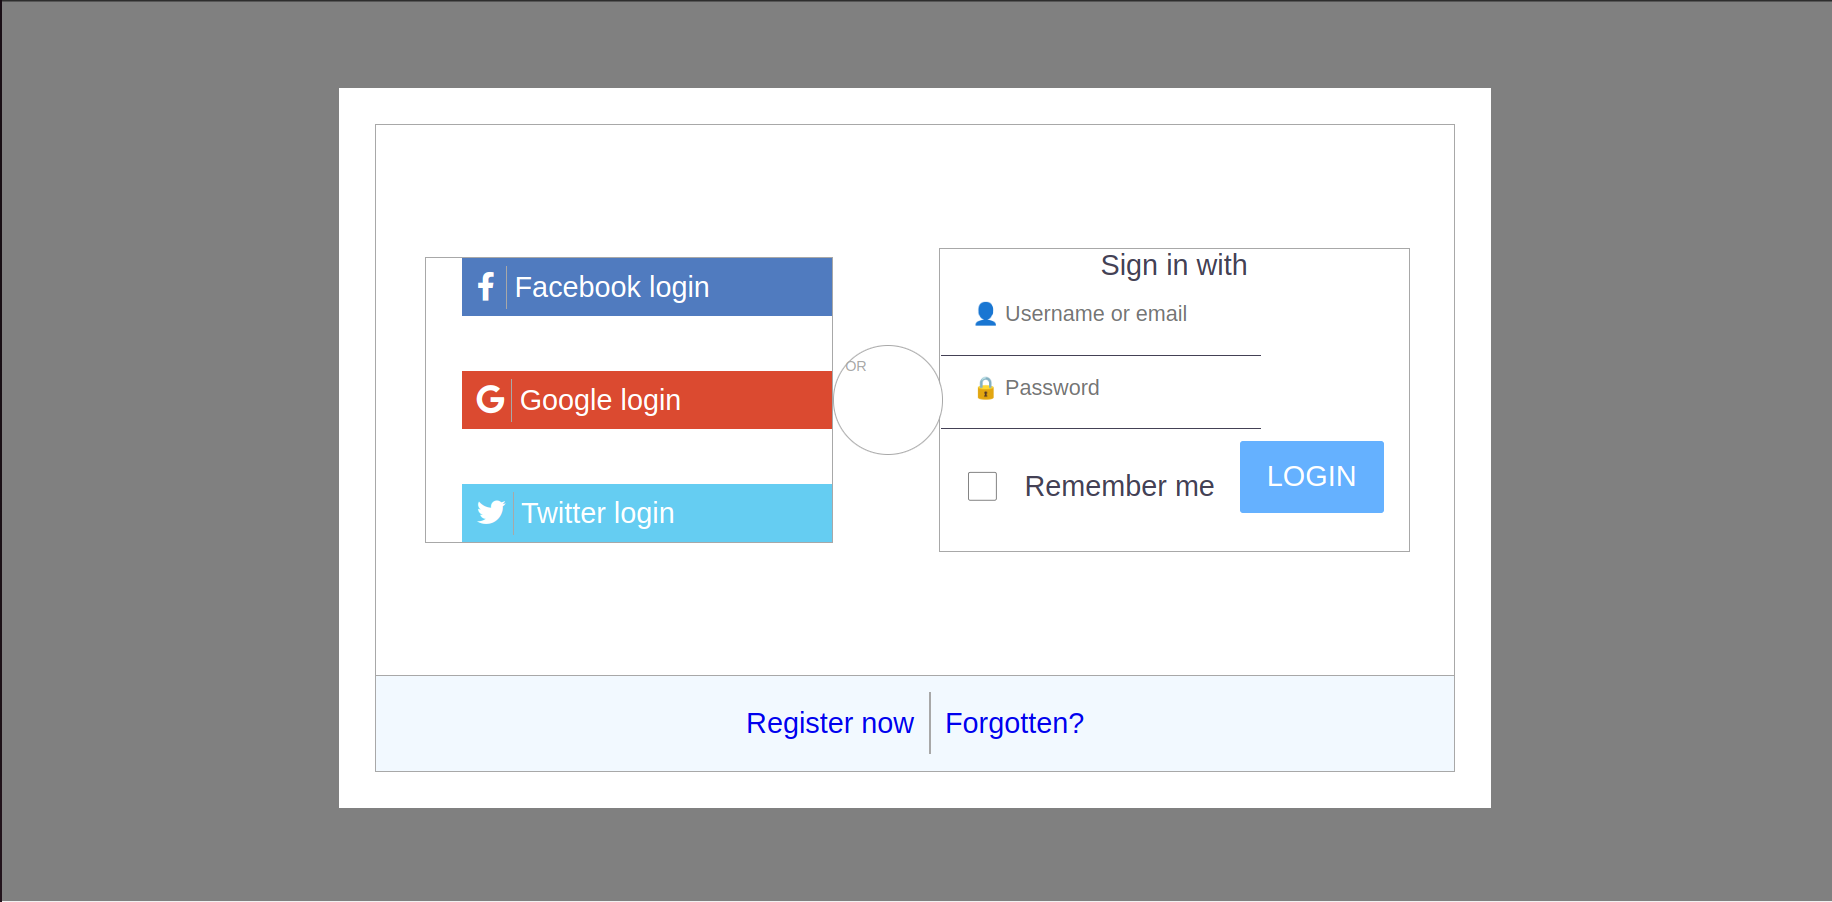 Facebook login
Google login
Twitter login
OR
Sign in with
Username or email
Password
Remember me
LOGIN
Register now
Forgotten?